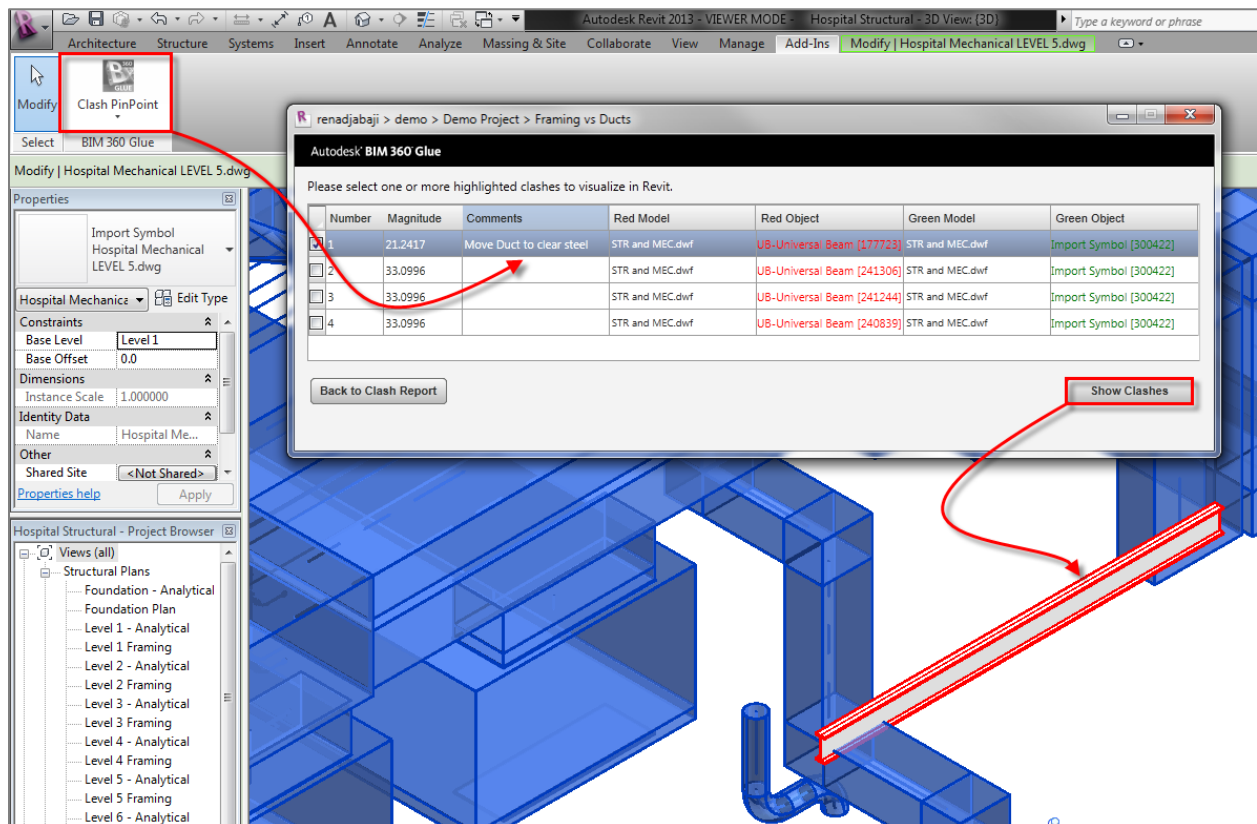 Autodesk Revit 2013 - VIEWER MODE - Hospital Structural - 3D View: {3D}
Type a keyword or phrase
Architecture Structure Systems Insert Annotate Analyze Massing & Site Collaborate View Manage Add-Ins Modify | Hospital Mechanical LEVEL 5.dwg
Modify
Clash PinPoint
Select
BIM 360 Glue
Modify | Hospital Mechanical LEVEL 5.dwg
Properties
Import Symbol
Hospital Mechanical
LEVEL 5.dwg
Hospital Mechanica
Edit Type
Constraints
Base Level Level 1
Base Offset 0.0
Dimensions
Instance Scale 1.000000
Identity Data
Name Hospital Me...
Other
Shared Site <Not Shared>
Properties help
Apply
Hospital Structural - Project Browser
Views (all)
Structural Plans
Foundation - Analytical
Foundation Plan
Level 1 - Analytical
Level 1 Framing
Level 2 - Analytical
Level 2 Framing
Level 3 - Analytical
Level 3 Framing
Level 4 - Analytical
Level 4 Framing
Level 5 - Analytical
Level 5 Framing
Level 6 - Analytical
renadjabaji > demo > Demo Project > Framing vs Ducts
Autodesk® BIM 360™ Glue®
Please select one or more highlighted clashes to visualize in Revit.
Number Magnitude Comments Red Model Red Object Green Model Green Object
1 21.2417 Move Duct to clear steel STR and MEC.dwf UB-Universal Beam [177723] STR and MEC.dwf Import Symbol [300422]
2 33.0996 STR and MEC.dwf UB-Universal Beam [241306] STR and MEC.dwf Import Symbol [300422]
3 33.0996 STR and MEC.dwf UB-Universal Beam [241244] STR and MEC.dwf Import Symbol [300422]
4 33.0996 STR and MEC.dwf UB-Universal Beam [240839] STR and MEC.dwf Import Symbol [300422]
Back to Clash Report
Show Clashes